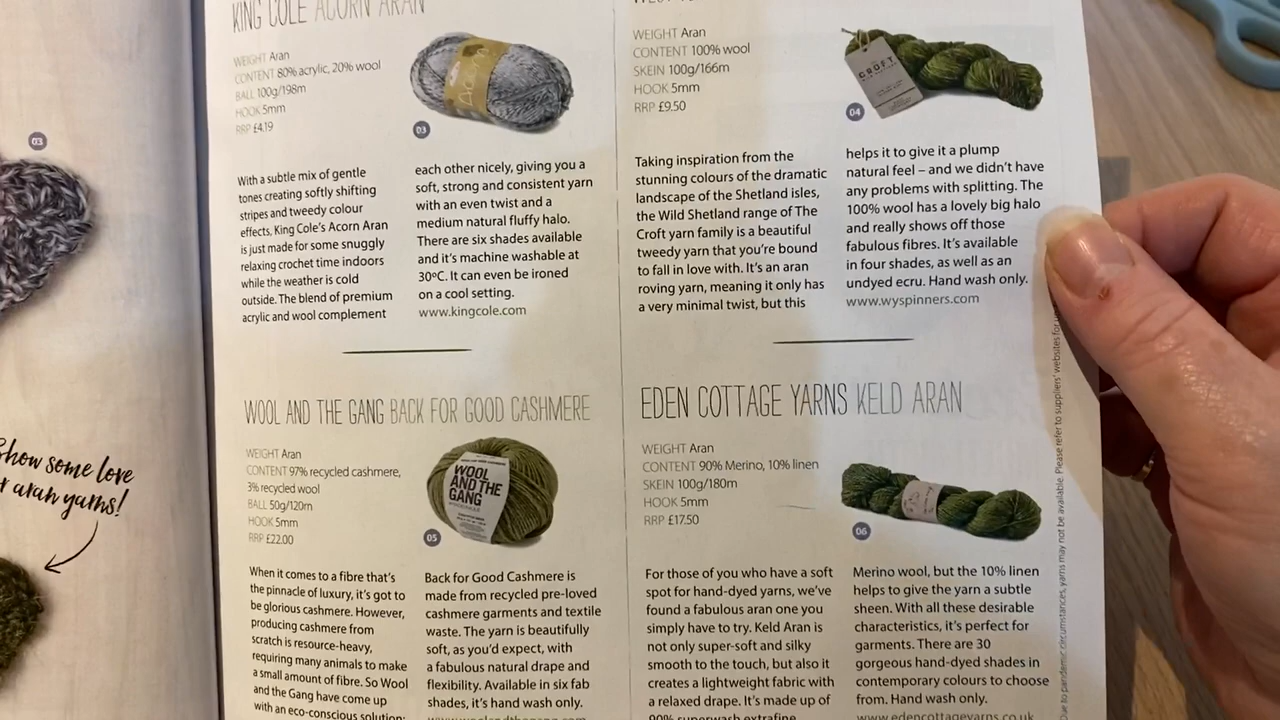 03
Show some love
aran yarns!
KING COLE ACORN ARAN
WEIGHT Aran
CONTENT 80% acrylic, 20% wool
BALL 100g/198m
HOOK 5mm
RRP £4.19
03
With a subtle mix of gentle
tones creating softly shifting
stripes and tweedy colour
effects, King Cole's Acorn Aran
is just made for some snuggly
relaxing crochet time indoors
while the weather is cold
outside. The blend of premium
acrylic and wool complement
each other nicely, giving you a
soft, strong and consistent yarn
with an even twist and a
medium natural fluffy halo.
There are six shades available
and it's machine washable at
30ºC. It can even be ironed
on a cool setting.
www.kingcole.com
WEIGHT Aran
CONTENT 100% wool
SKEIN 100g/166m
HOOK 5mm
RRP £9.50
CROFT
04
Taking inspiration from the
stunning colours of the dramatic
landscape of the Shetland isles,
the Wild Shetland range of The
Croft yarn family is a beautiful
tweedy yarn that you're bound
to fall in love with. It's an aran
roving yarn, meaning it only has
a very minimal twist, but this
helps it to give it a plump
natural feel – and we didn't have
any problems with splitting. The
100% wool has a lovely big halo
and really shows off those
fabulous fibres. It's available
in four shades, as well as an
undyed ecru. Hand wash only.
www.wyspinners.com
WOOL AND THE GANG BACK FOR GOOD CASHMERE
WEIGHT Aran
CONTENT 97% recycled cashmere,
3% recycled wool
BALL 50g/120m
HOOK 5mm
RRP £22.00
WOOL
AND THE
GANG
05
When it comes to a fibre that's
the pinnacle of luxury, it's got to
be glorious cashmere. However,
producing cashmere from
scratch is resource-heavy,
requiring many animals to make
a small amount of fibre. So Wool
and the Gang have come up
with an eco-conscious solution:
Back for Good Cashmere is
made from recycled pre-loved
cashmere garments and textile
waste. The yarn is beautifully
soft, as you'd expect, with
a fabulous natural drape and
flexibility. Available in six fab
shades, it's hand wash only.
EDEN COTTAGE YARNS KELD ARAN
WEIGHT Aran
CONTENT 90% Merino, 10% linen
SKEIN 100g/180m
HOOK 5mm
RRP £17.50
06
For those of you who have a soft
spot for hand-dyed yarns, we've
found a fabulous aran one you
simply have to try. Keld Aran is
not only super-soft and silky
smooth to the touch, but also it
creates a lightweight fabric with
a relaxed drape. It's made up of
90% superwash extrafine
Merino wool, but the 10% linen
helps to give the yarn a subtle
sheen. With all these desirable
characteristics, it's perfect for
garments. There are 30
gorgeous hand-dyed shades in
contemporary colours to choose
from. Hand wash only.
www.edencottageyarns.co.uk
Due to pandemic circumstances, yarns may not be available. Please refer to suppliers' websites for